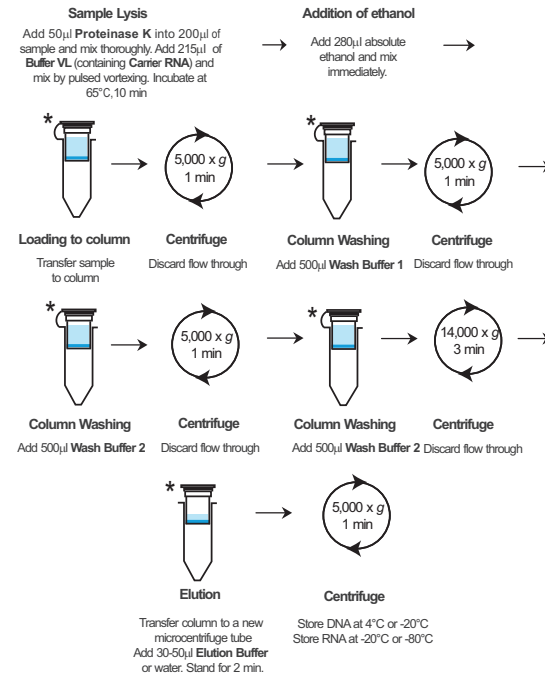 Sample Lysis
Add 50µl Proteinase K into 200µl of
sample and mix thoroughly. Add 215µl of
Buffer VL (containing Carrier RNA) and
mix by pulsed vortexing. Incubate at
65°C,10 min
Addition of ethanol
Add 280µl absolute
ethanol and mix
immediately.
*
5,000 x g
1 min
*
5,000 x g
1 min
Loading to column
Transfer sample
to column
Centrifuge
Discard flow through
Column Washing
Add 500µl Wash Buffer 1
Centrifuge
Discard flow through
*
5,000 x g
1 min
*
14,000 x g
3 min
Column Washing
Add 500µl Wash Buffer 2
Centrifuge
Discard flow through
Column Washing
Add 500µl Wash Buffer 2
Centrifuge
Discard flow through
*
5,000 x g
1 min
Elution
Transfer column to a new
microcentrifuge tube
Add 30-50µl Elution Buffer
or water. Stand for 2 min.
Centrifuge
Store DNA at 4°C or -20°C
Store RNA at -20°C or -80°C